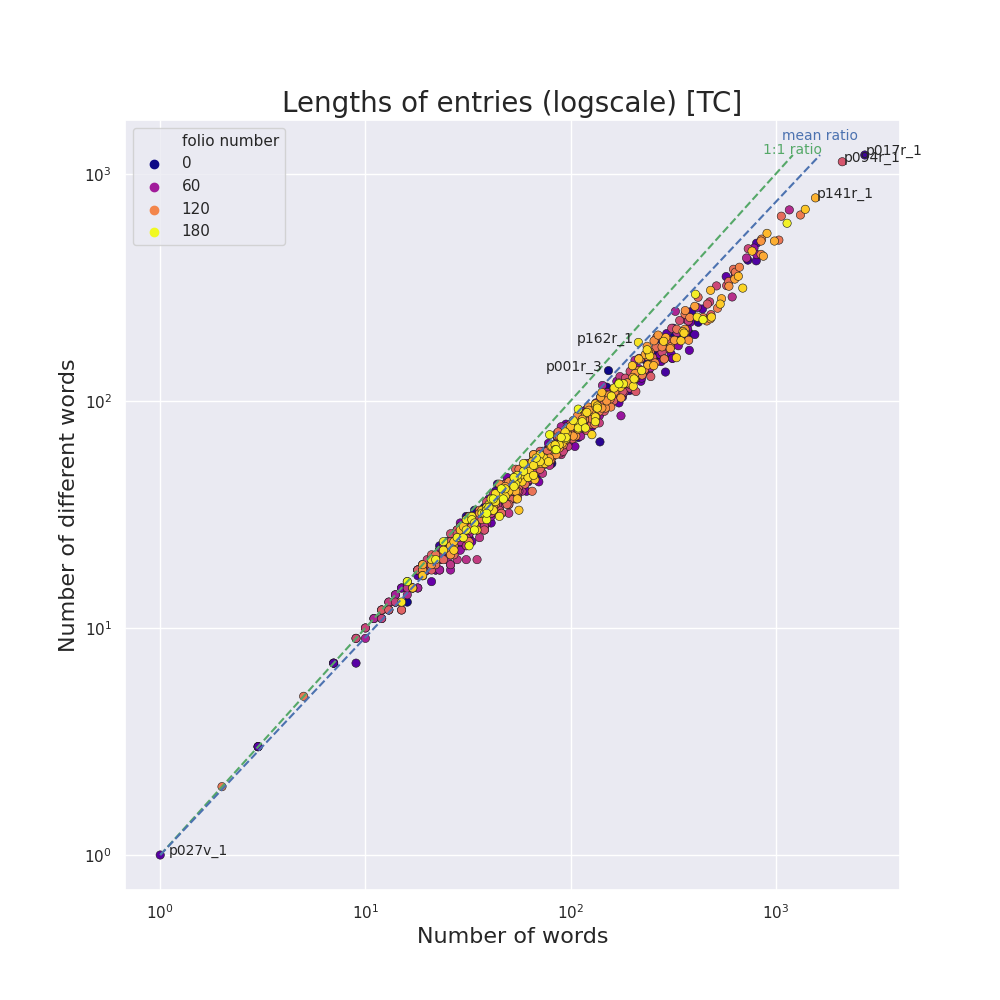 Lengths of entries (logscale) [TC]
folio number
0
60
120
180
mean ratio
1:1 ratio
p017r_1
p094r_1
p141r_1
p162r_1
p001r_3
p027v_1
10³
10²
10¹
10⁰
Number of different words
10⁰
10¹
10²
10³
Number of words